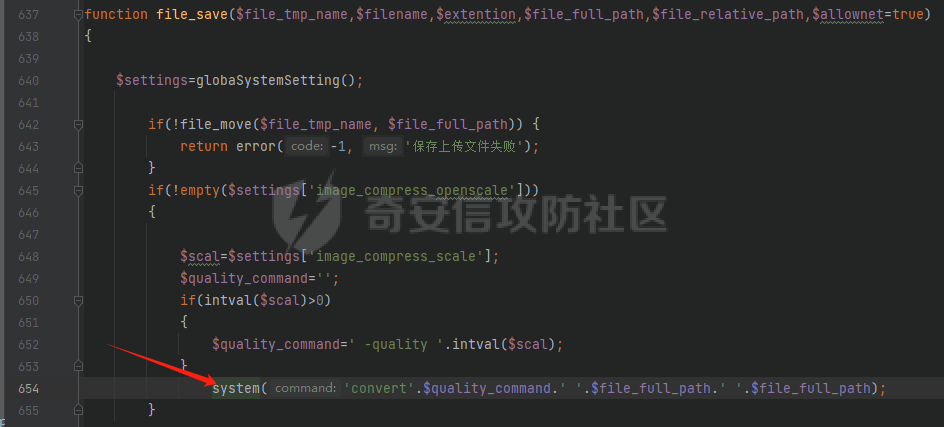 637 function file_save($file_tmp_name,$filename,$extention,$file_full_path,$file_relative_path,$allownet=true)
638 {
639
640 $settings=globaSystemSetting();
641
642 if(!file_move($file_tmp_name, $file_full_path)) {
643 return error( code: -1, msg: '保存上传文件失败');
644 }
645 if(!empty($settings['image_compress_openscale']))
646 {
奇安信攻防社区
647
648 $scal=$settings['image_compress_scale'];
649 $quality_command='';
650 if(intval($scal)>0)
651 {
652 $quality_command=' -quality '.intval($scal);
653 }
654 system( command: 'convert'.$quality_command.' '.$file_full_path.' '.$file_full_path);
655 }